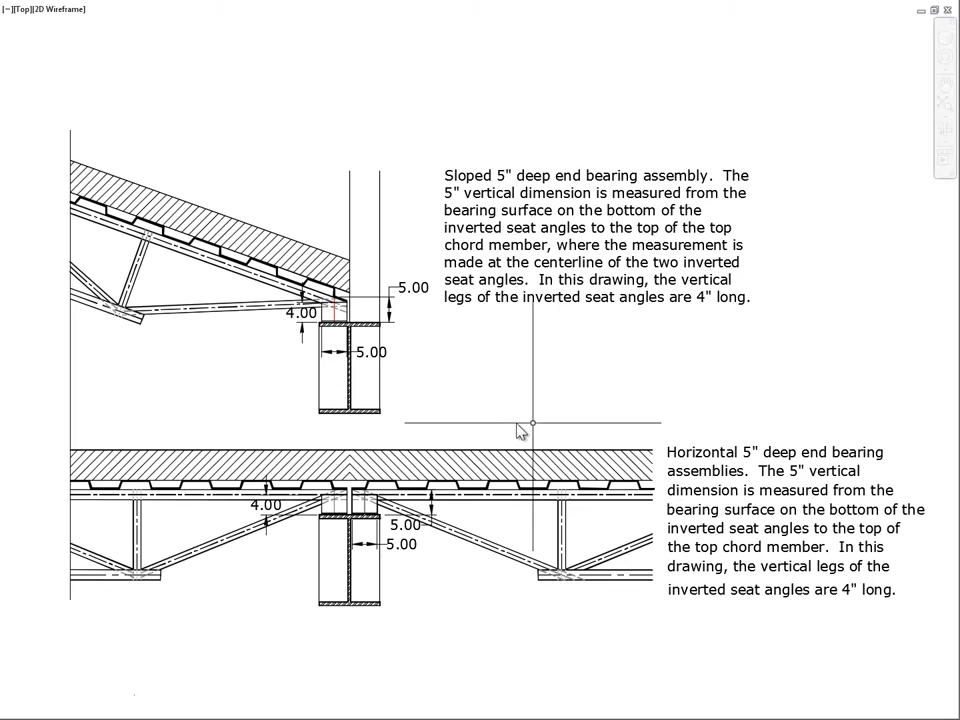 [−][Top][2D Wireframe]
Sloped 5" deep end bearing assembly. The
5" vertical dimension is measured from the
bearing surface on the bottom of the
inverted seat angles to the top of the top
chord member, where the measurement is
made at the centerline of the two inverted
seat angles. In this drawing, the vertical
legs of the inverted seat angles are 4" long.
5.00
4.00
5.00
Horizontal 5" deep end bearing
assemblies. The 5" vertical
dimension is measured from the
bearing surface on the bottom of the
inverted seat angles to the top of
the top chord member. In this
drawing, the vertical legs of the
inverted seat angles are 4" long.
4.00
5.00
5.00